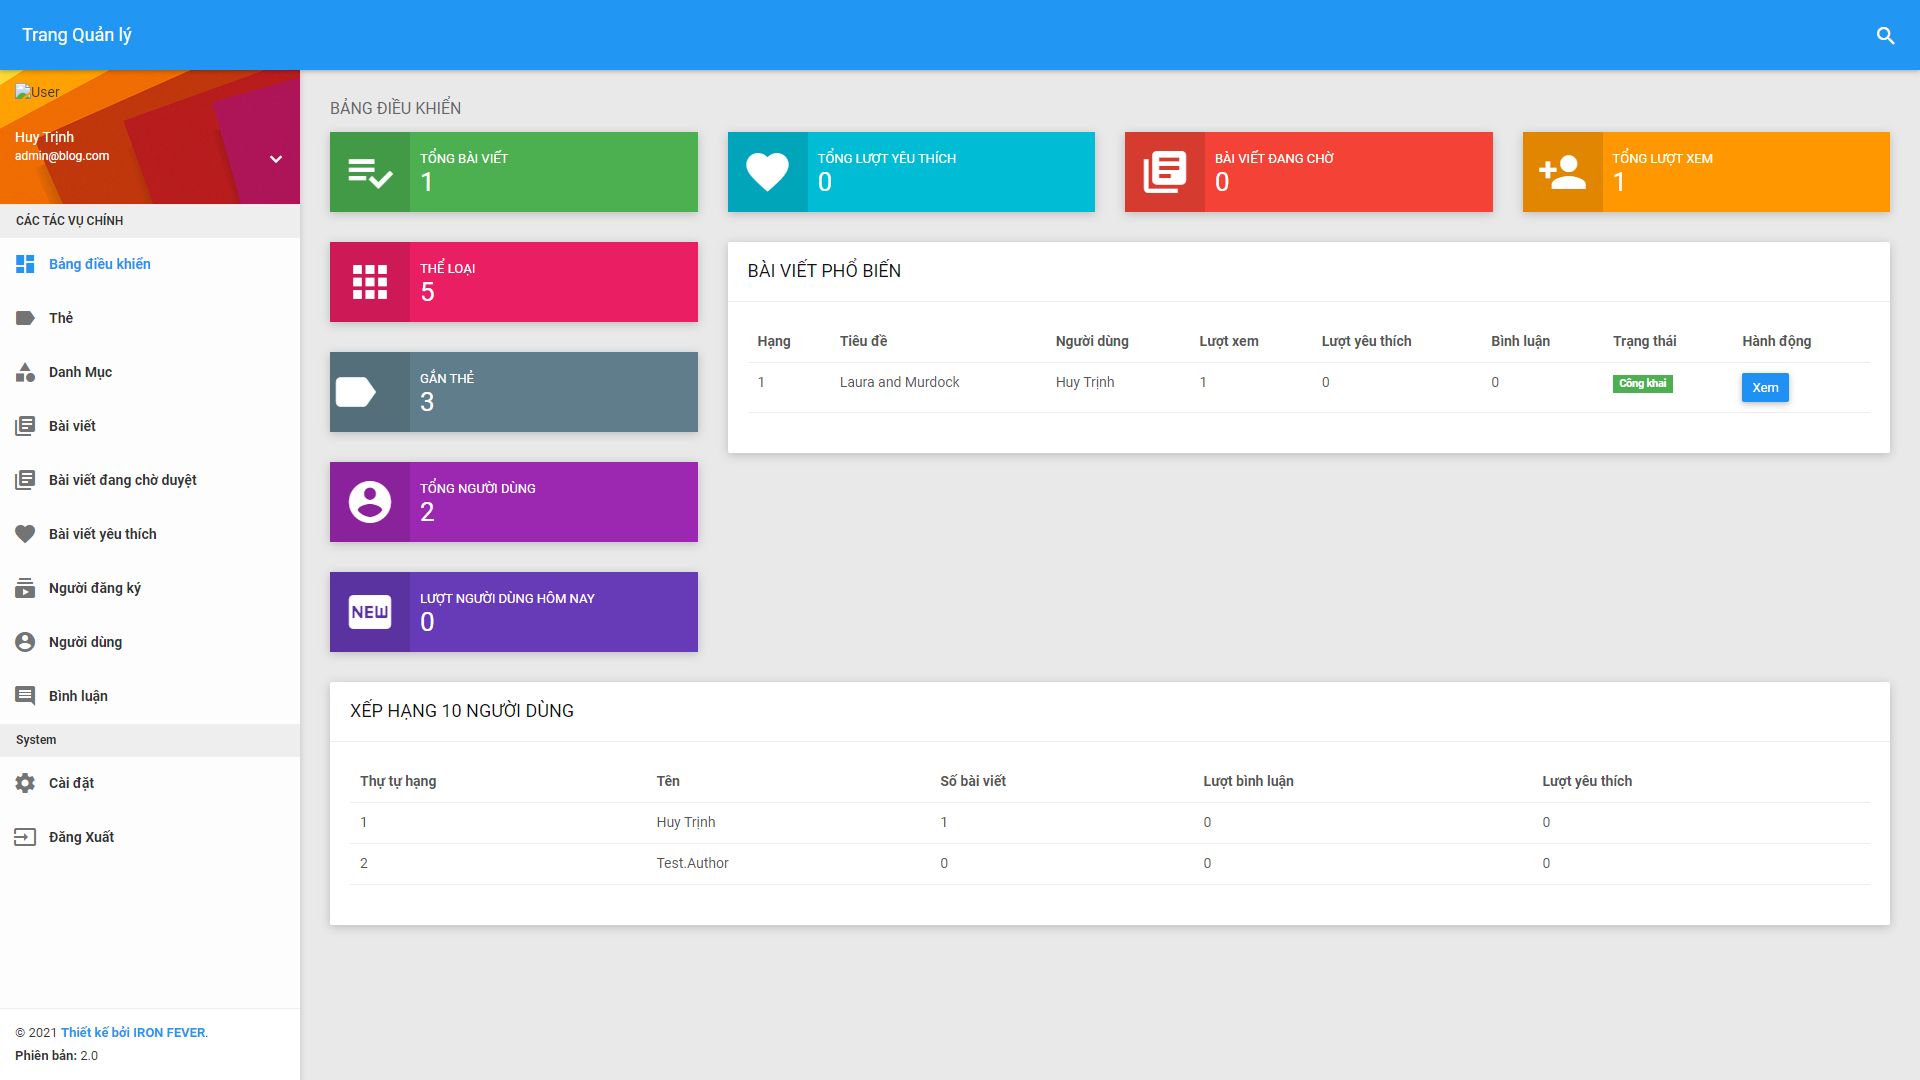 Trang Quản lý
User
Huy Trịnh
admin@blog.com
CÁC TÁC VỤ CHÍNH
Bảng điều khiển
Thẻ
Danh Mục
Bài viết
Bài viết đang chờ duyệt
Bài viết yêu thích
Người đăng ký
Người dùng
Bình luận
System
Cài đặt
Đăng Xuất
© 2021 Thiết kế bởi IRON FEVER.
Phiên bản: 2.0
BẢNG ĐIỀU KHIỂN
TỔNG BÀI VIẾT
1
TỔNG LƯỢT YÊU THÍCH
0
BÀI VIẾT ĐANG CHỜ
0
TỔNG LƯỢT XEM
1
THỂ LOẠI
5
GẮN THẺ
3
TỔNG NGƯỜI DÙNG
2
NEW
LƯỢT NGƯỜI DÙNG HÔM NAY
0
BÀI VIẾT PHỔ BIẾN
Hạng Tiêu đề Người dùng Lượt xem Lượt yêu thích Bình luận Trạng thái Hành động
1 Laura and Murdock Huy Trịnh 1 0 0 Công khai Xem
XẾP HẠNG 10 NGƯỜI DÙNG
Thự tự hạng Tên Số bài viết Lượt bình luận Lượt yêu thích
1 Huy Trịnh 1 0 0
2 Test.Author 0 0 0